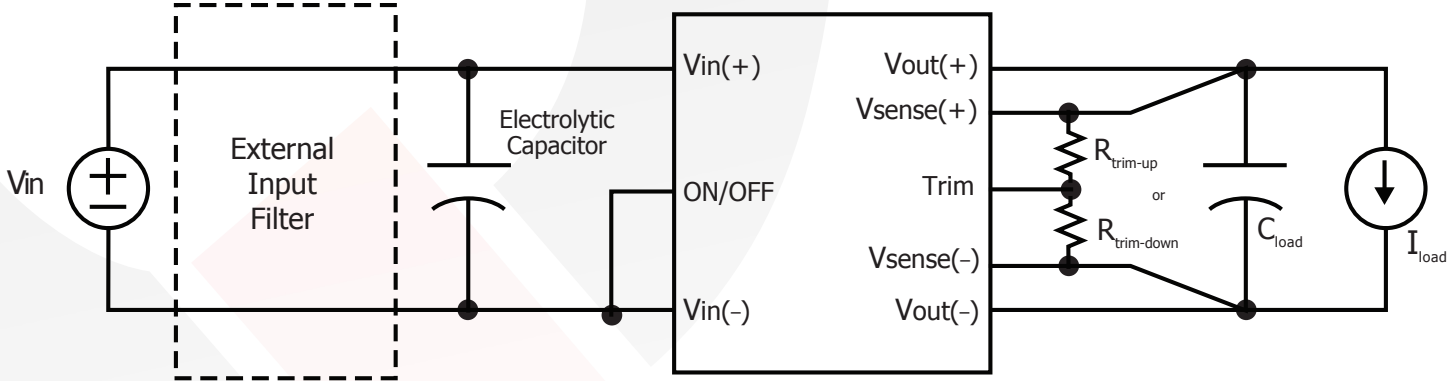 Vin
External
Input
Filter
Electrolytic
Capacitor
Vin(+)
ON/OFF
Vin(–)
Vout(+)
Vsense(+)
Trim
Vsense(–)
Vout(–)
Rtrim-up
or
Rtrim-down
Cload
Iload